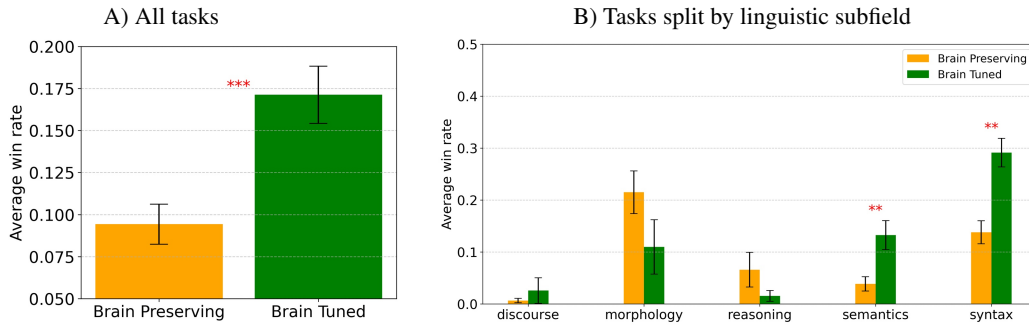 A) All tasks
0.200
0.175
0.150
0.125
0.100
0.075
0.050
Average win rate
***
Brain Preserving
Brain Tuned
B) Tasks split by linguistic subfield
0.5
0.4
0.3
0.2
0.1
0.0
Average win rate
Brain Preserving
Brain Tuned
**
**
discourse
morphology
reasoning
semantics
syntax